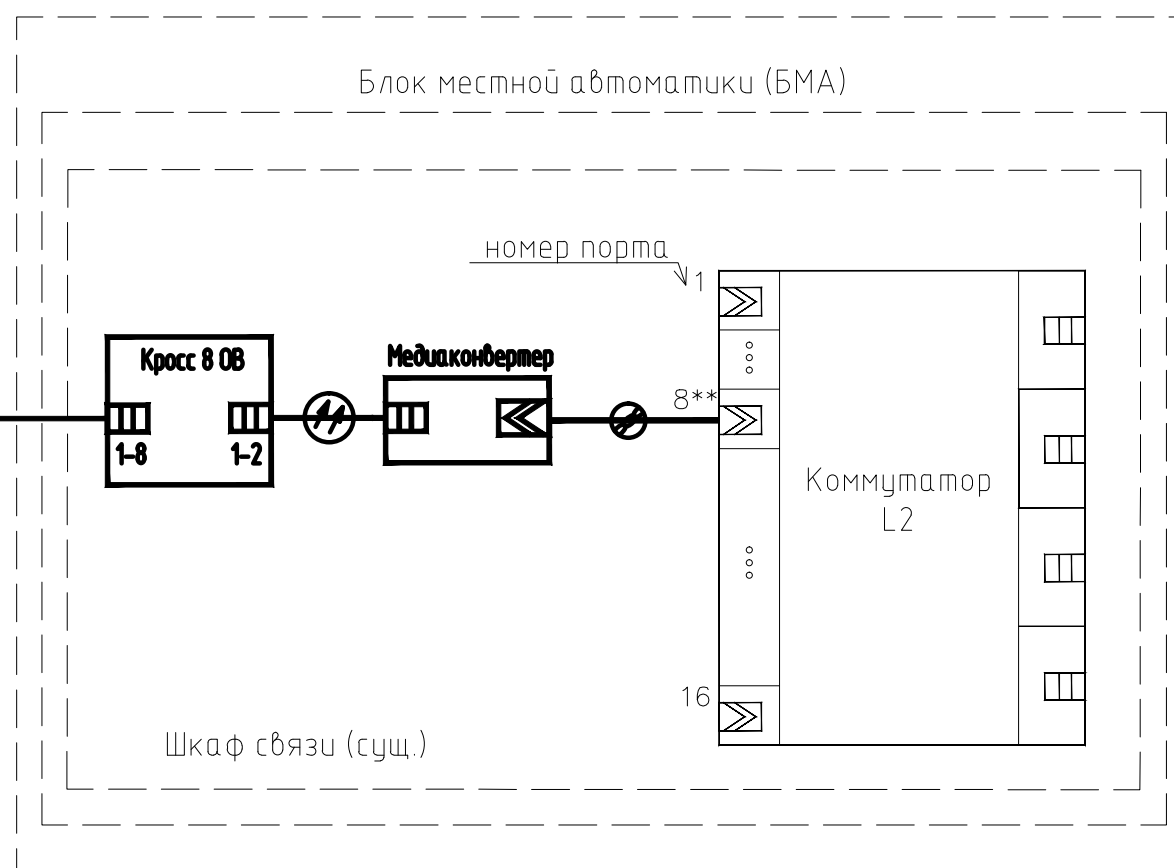 Блок местной автоматики (БМА)
номер порта
1
Кросс 8 ОВ
Медиаконвертер
8**
1-8
1-2
Коммутатор
L2
16
Шкаф связи (сущ.)